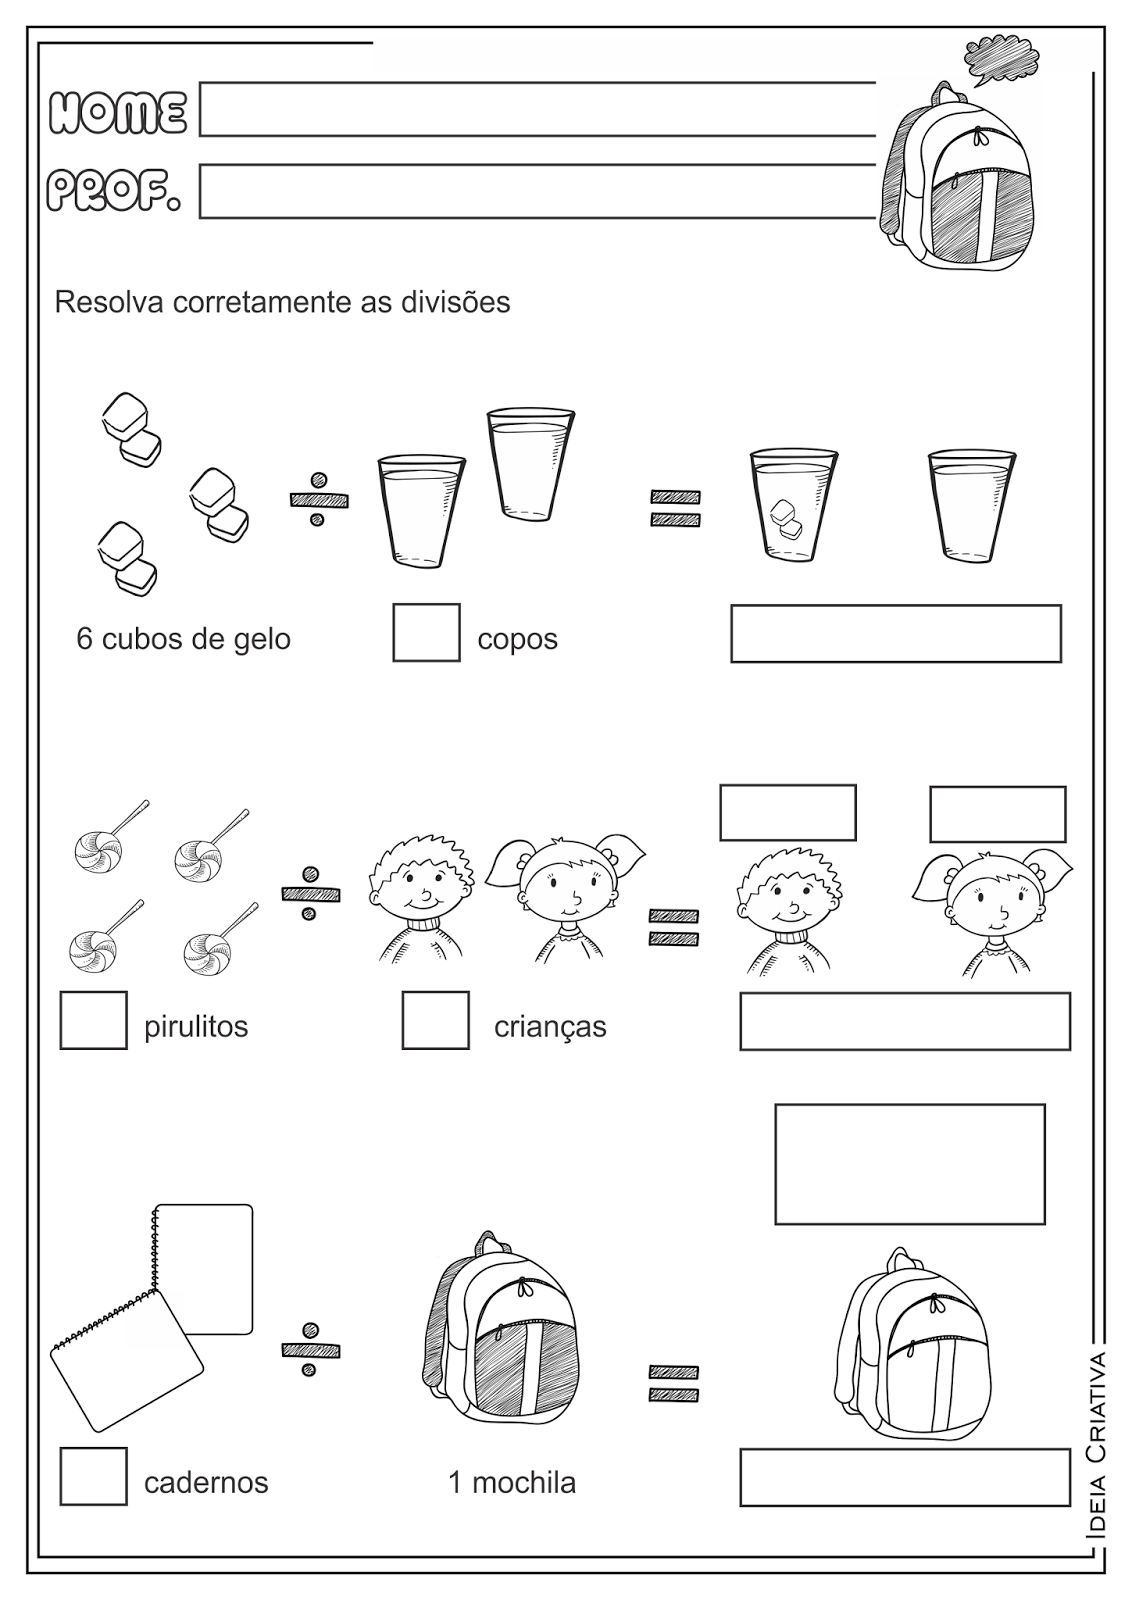 NOME
PROF.
Resolva corretamente as divisões
6 cubos de gelo
copos
pirulitos
crianças
cadernos
1 mochila
IDEIA CRIATIVA